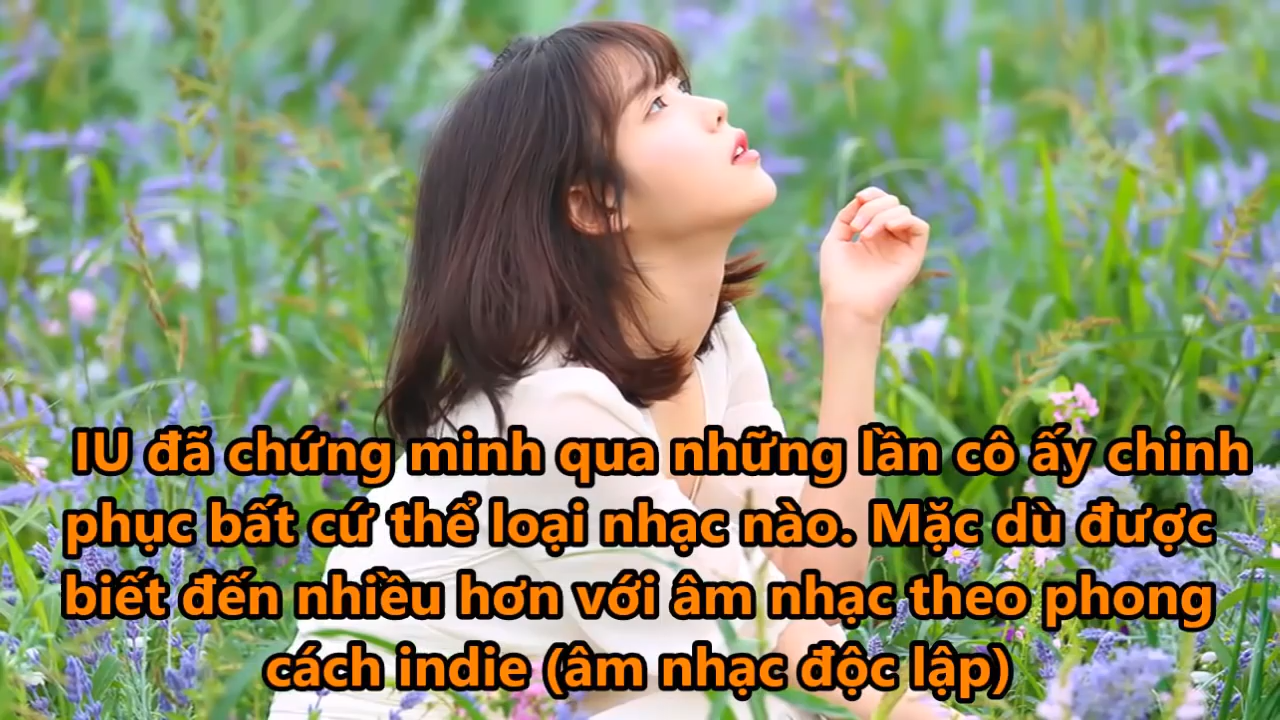 IU đã chứng minh qua những lần cô ấy chinh
phục bất cứ thể loại nhạc nào. Mặc dù được
biết đến nhiều hơn với âm nhạc theo phong
cách indie (âm nhạc độc lập)